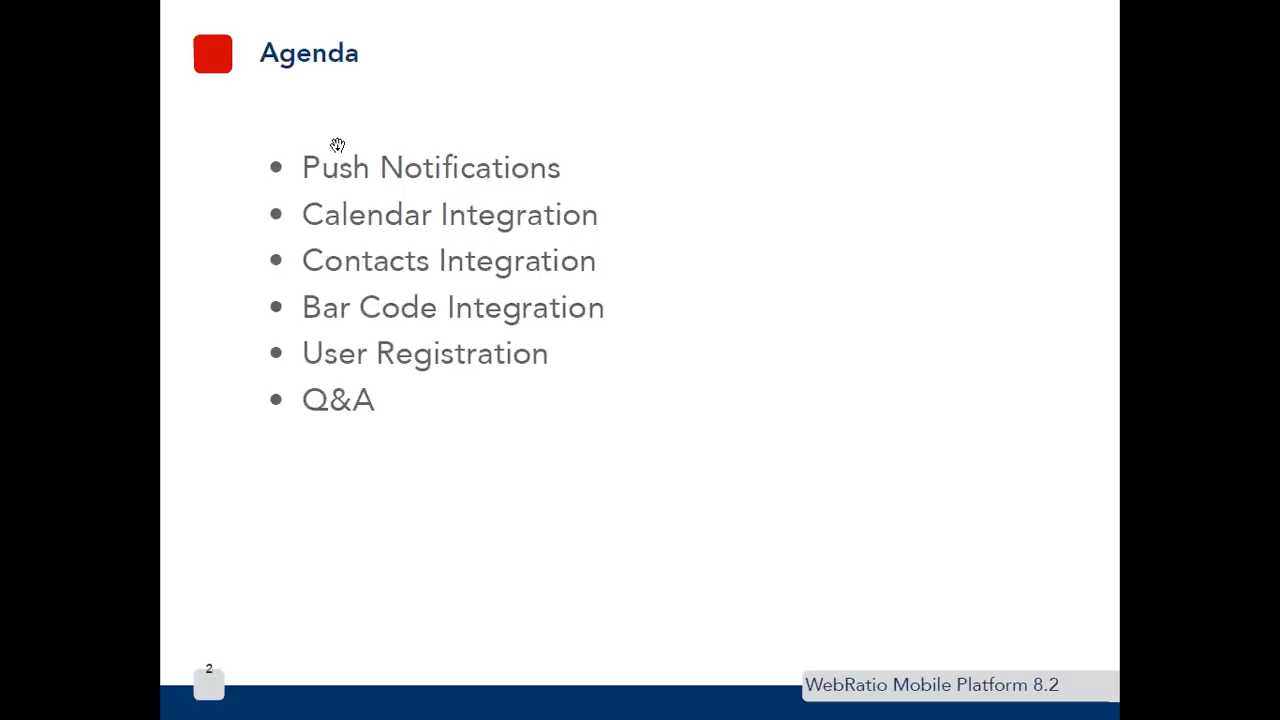 Agenda
• Push Notifications
• Calendar Integration
• Contacts Integration
• Bar Code Integration
• User Registration
• Q&A
2
WebRatio Mobile Platform 8.2